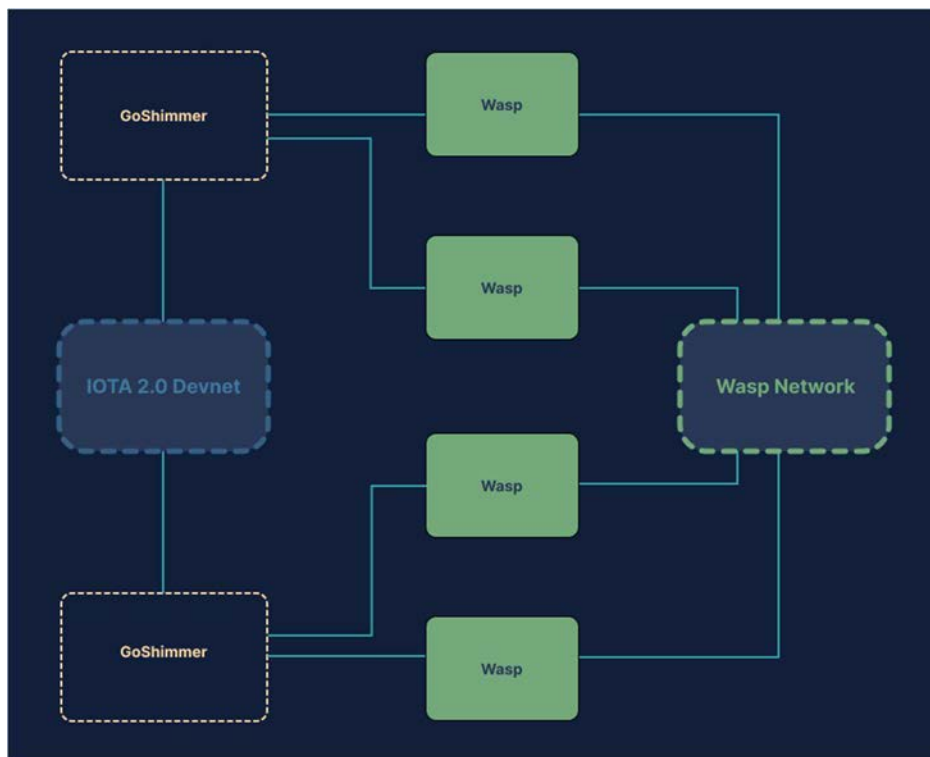 GoShimmer
Wasp
Wasp
IOTA 2.0 Devnet
Wasp Network
Wasp
GoShimmer
Wasp